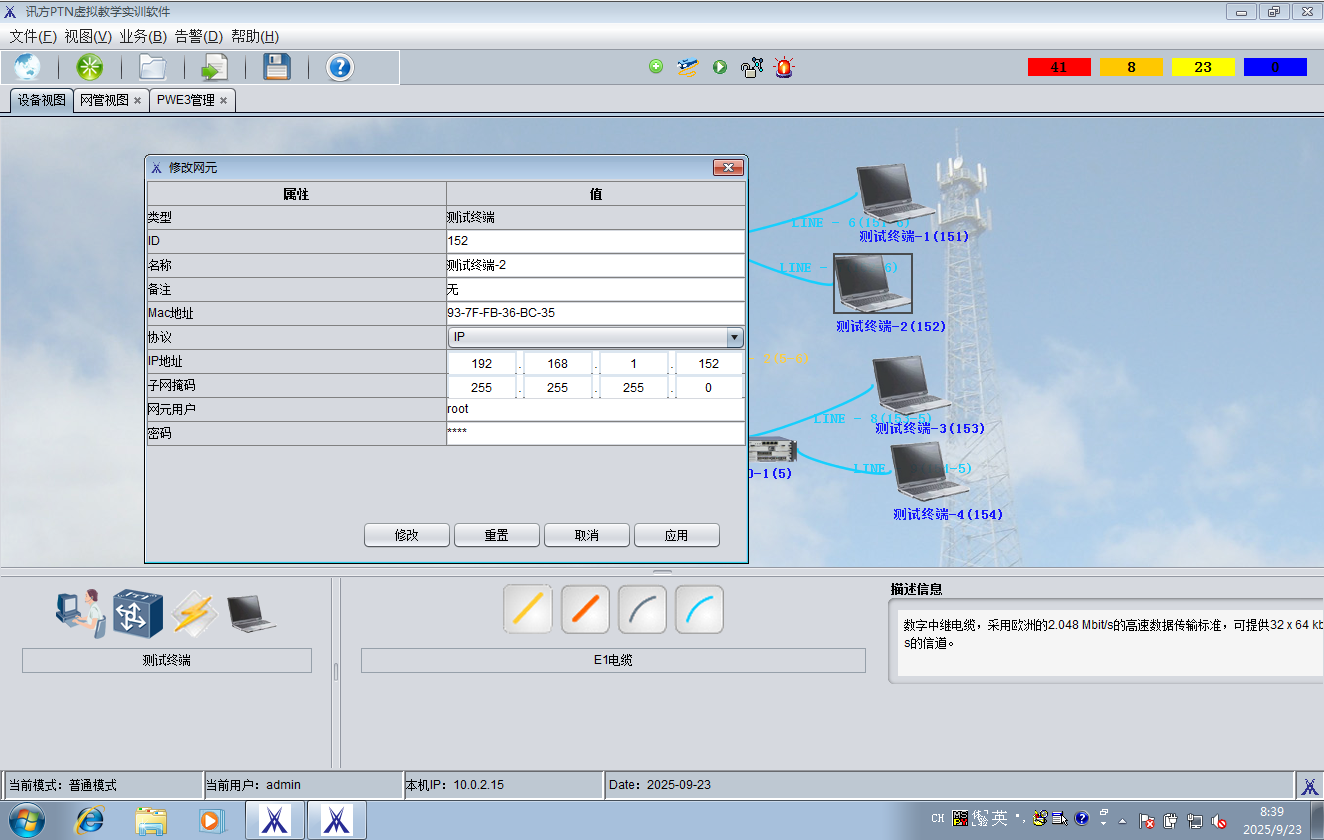 讯方PTN虚拟教学实训软件
文件(F) 视图(V) 业务(B) 告警(D) 帮助(H)
41 8 23 0
设备视图 网管视图 PWE3管理
修改网元
属性 值
类型 测试终端
ID 152
名称 测试终端-2
备注 无
Mac地址 93-7F-FB-36-BC-35
协议 IP
IP地址 192 . 168 . 1 . 152
子网掩码 255 . 255 . 255 . 0
网元用户 root
密码 ****
修改 重置 取消 应用
LINE - 6(151-6)
测试终端-1(151)
LINE - 6)
测试终端-2(152)
- 2(5-6)
LINE - 8(153-5)
测试终端-3(153)
LINE -5)
-1(5)
测试终端-4(154)
测试终端
E1电缆
描述信息
数字中继电缆，采用欧洲的2.048 Mbit/s的高速数据传输标准，可提供32 x 64 kb
s的信道。
当前模式：普通模式 当前用户：admin 本机IP：10.0.2.15 Date：2025-09-23
CH 英
8:39
2025/9/23